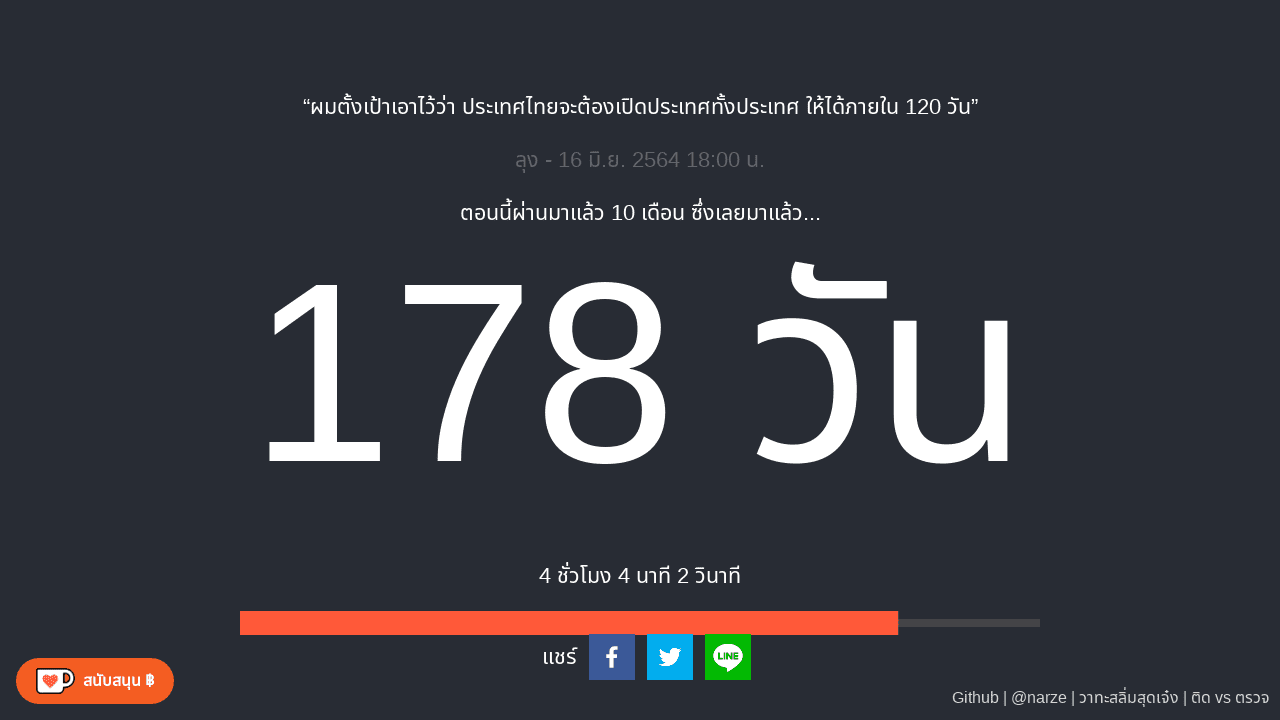 “ผมตั้งเป้าเอาไว้ว่า ประเทศไทยจะต้องเปิดประเทศทั้งประเทศ ให้ได้ภายใน 120 วัน”
ลุง - 16 มิ.ย. 2564 18:00 น.
ตอนนี้ผ่านมาแล้ว 10 เดือน ซึ่งเลยมาแล้ว...
178 วัน
4 ชั่วโมง 4 นาที 2 วินาที
แชร์
LINE
สนับสนุน ฿
Github | @narze | วาทะสลิ่มสุดเจ๋ง | ติด vs ตรวจ